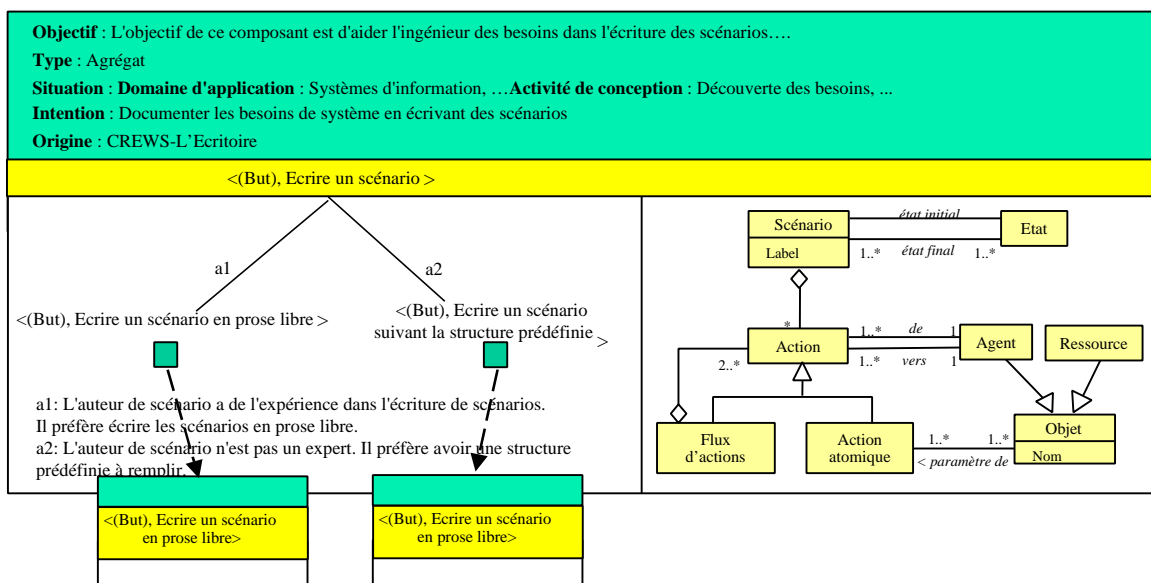 Objectif : L'objectif de ce composant est d'aider l'ingénieur des besoins dans l'écriture des scénarios….
Type : Agrégat
Situation : Domaine d'application : Systèmes d'information, …Activité de conception : Découverte des besoins, ...
Intention : Documenter les besoins de système en écrivant des scénarios
Origine : CREWS-L'Ecritoire
<(But), Ecrire un scénario >
a1
a2
<(But), Ecrire un scénario en prose libre >
<(But), Ecrire un scénario
suivant la structure prédéfinie >
a1: L'auteur de scénario a de l'expérience dans l'écriture de scénarios.
Il préfère écrire les scénarios en prose libre.
a2: L'auteur de scénario n'est pas un expert. Il préfère avoir une structure
prédéfinie à remplir.
<(But), Ecrire un scénario
en prose libre>
<(But), Ecrire un scénario
en prose libre>
Scénario
Label
état initial
Etat
1..* état final 1..*
*
Action
1..* de 1
1..* vers 1
Agent
Ressource
2..*
Flux
d'actions
Action
atomique
1..* 1..*
< paramètre de
Objet
Nom